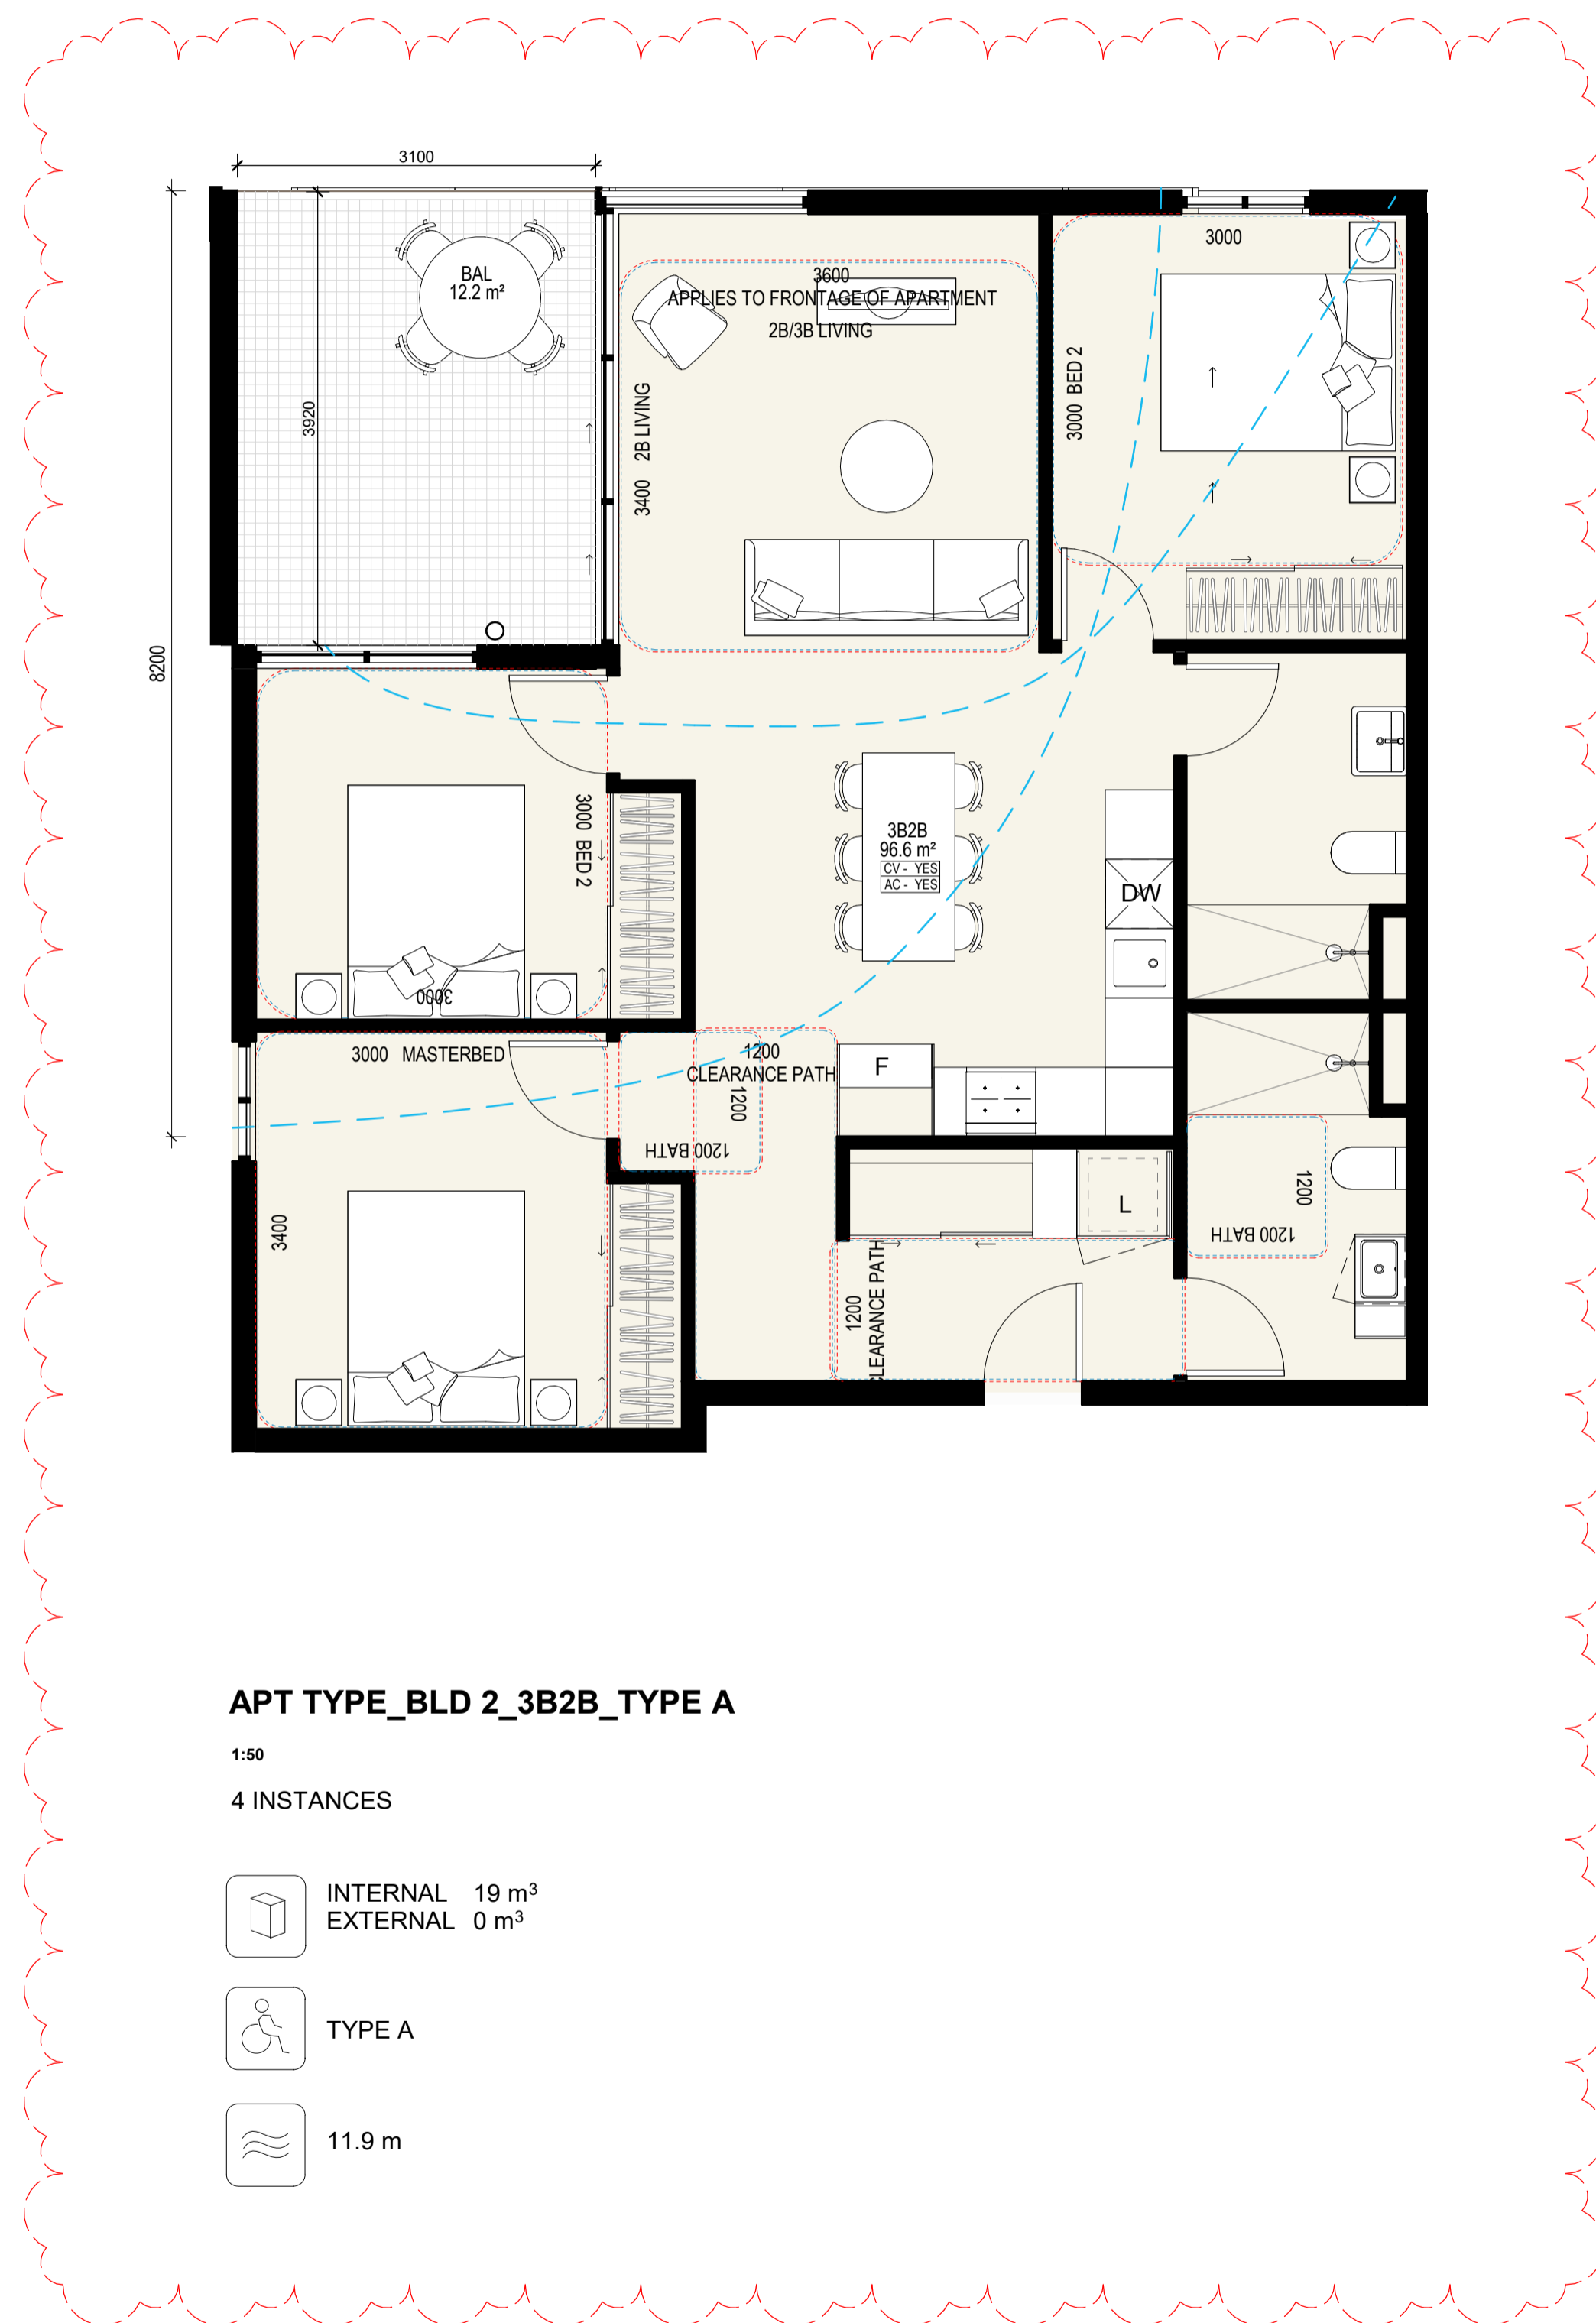 3100
BAL
12.2 m²
3920
8200
3600
APPLIES TO FRONTAGE OF APARTMENT
2B/3B LIVING
3400 2B LIVING
3000
3000 BED 2
3000 BED 2
3000
3B2B
96.6 m²
CV - YES
AC - YES
DW
3000 MASTERBED
3400
1200
CLEARANCE PATH
1200
1200 BATH
F
L
1200
CLEARANCE PATH
1200
1200 BATH
APT TYPE_BLD 2_3B2B_TYPE A
1:50
4 INSTANCES
INTERNAL 19 m³
EXTERNAL 0 m³
TYPE A
11.9 m